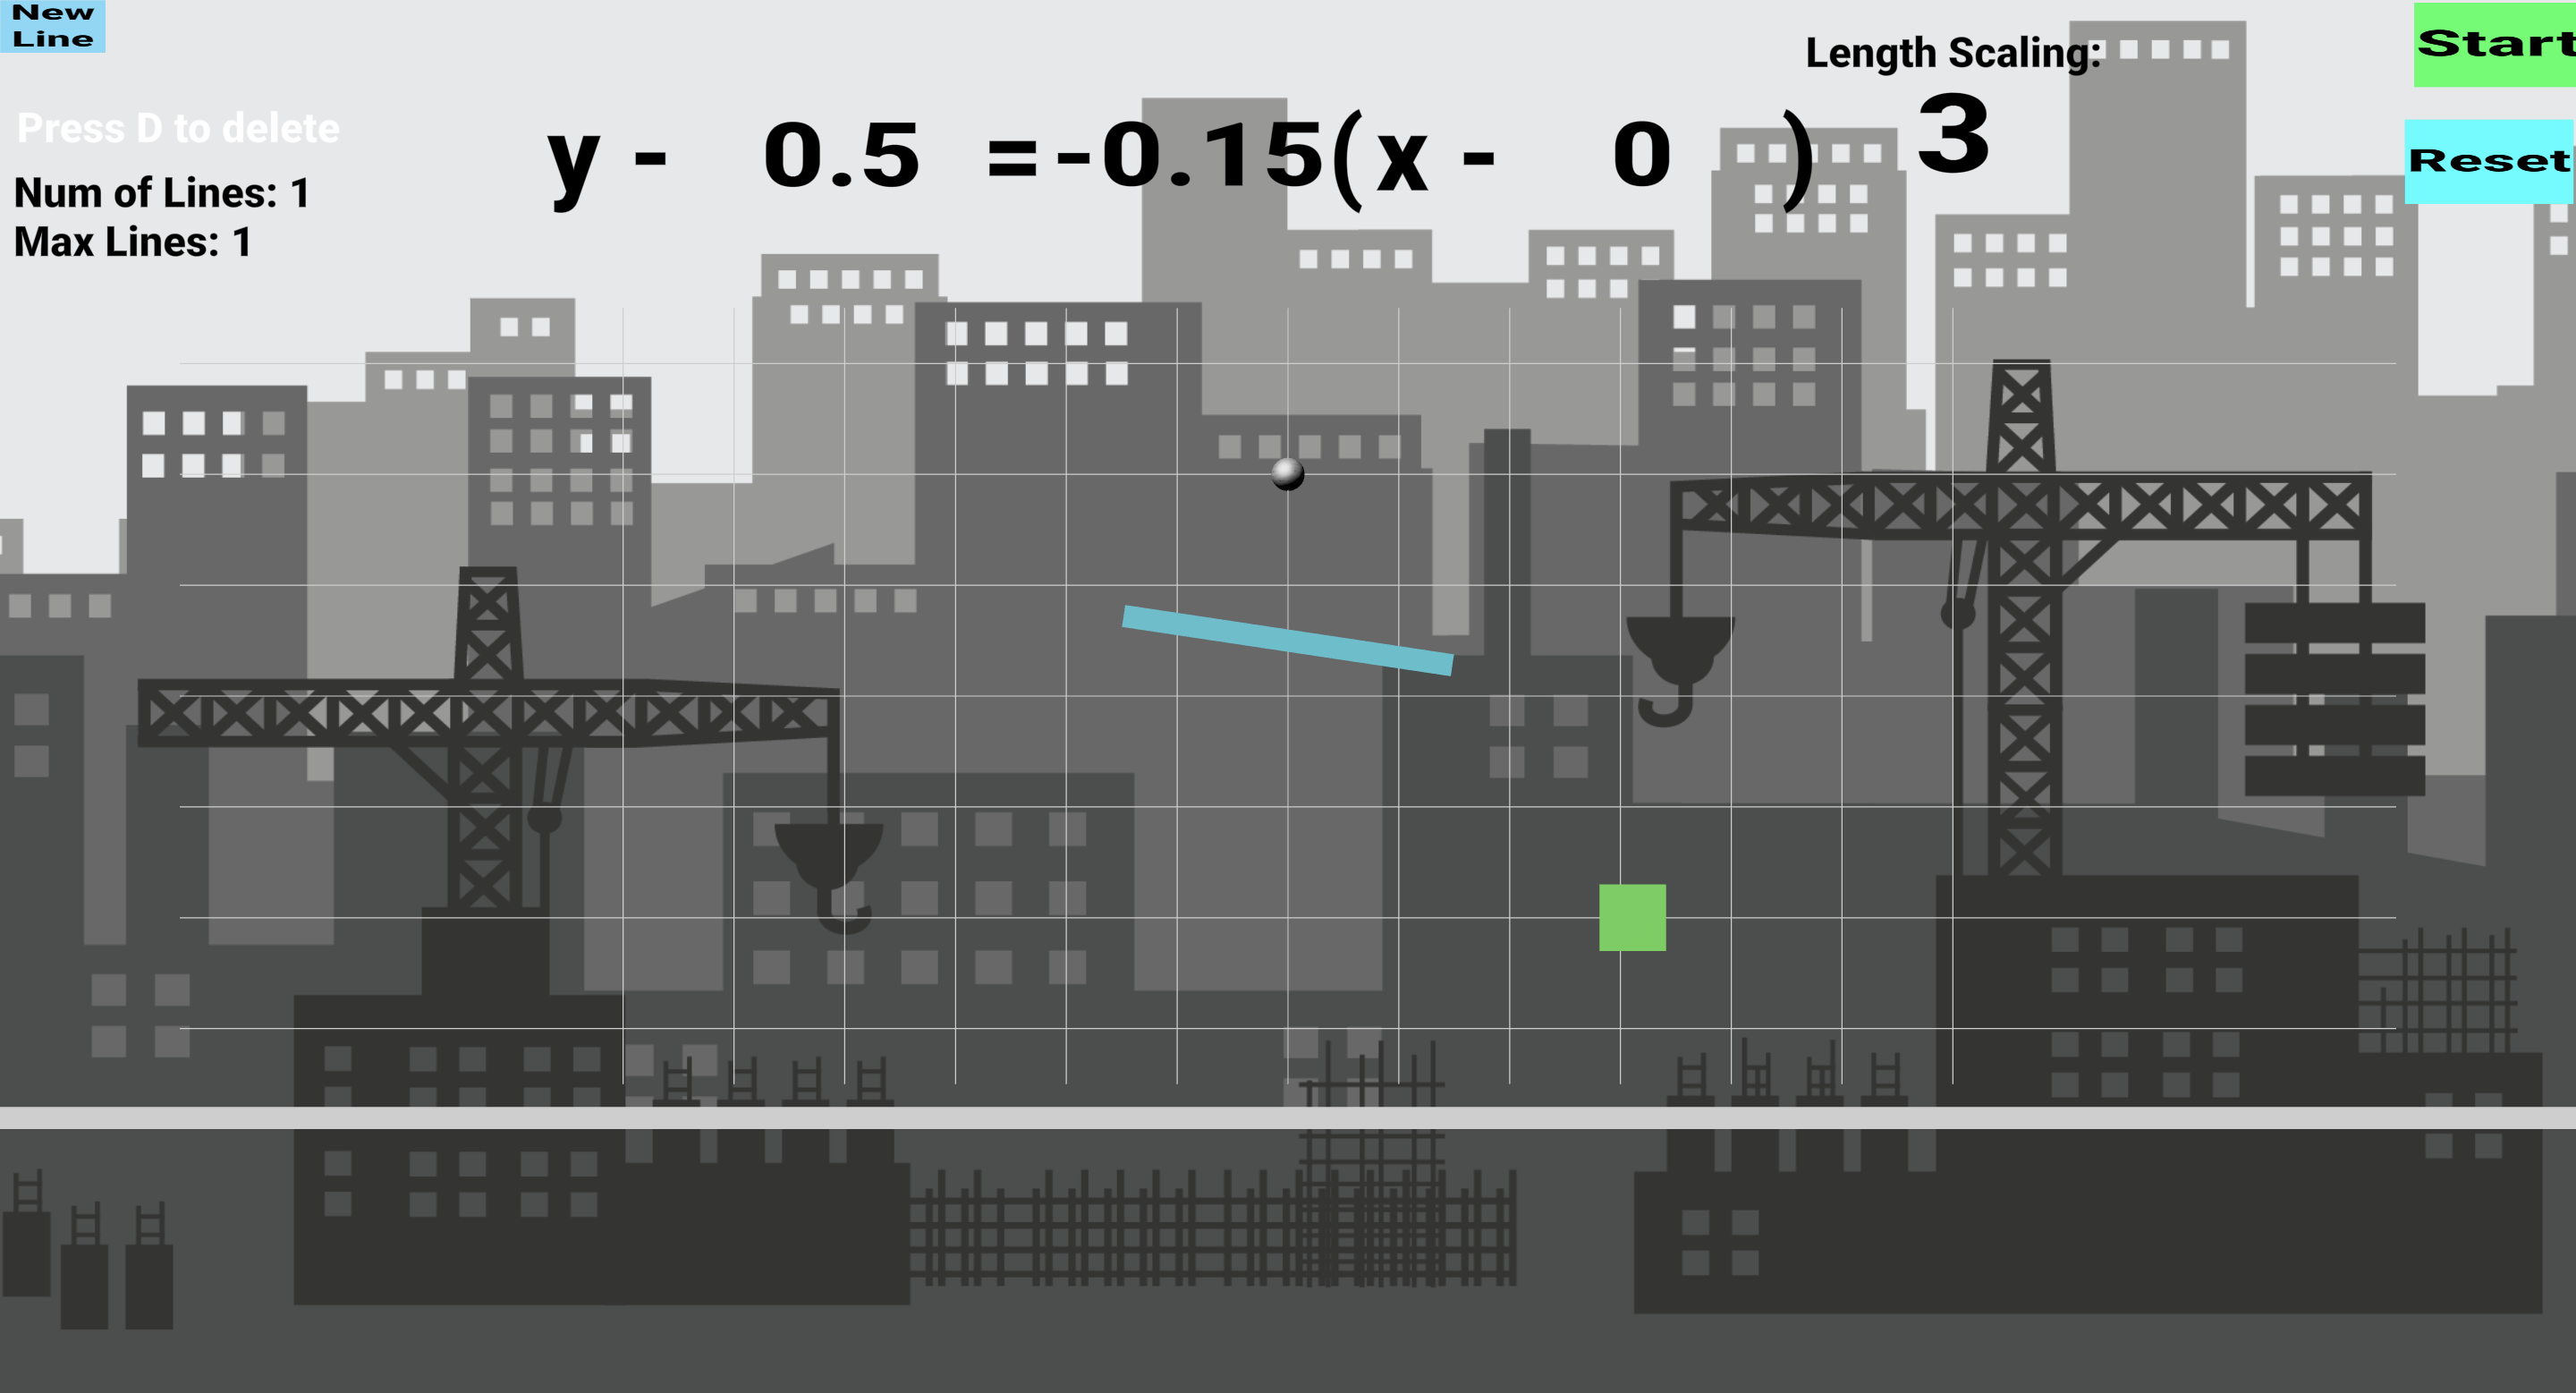 New
Line
Length Scaling:
Start
Press D to delete
y - 0.5 =-0.15(x - 0 ) 3
Reset
Num of Lines: 1
Max Lines: 1